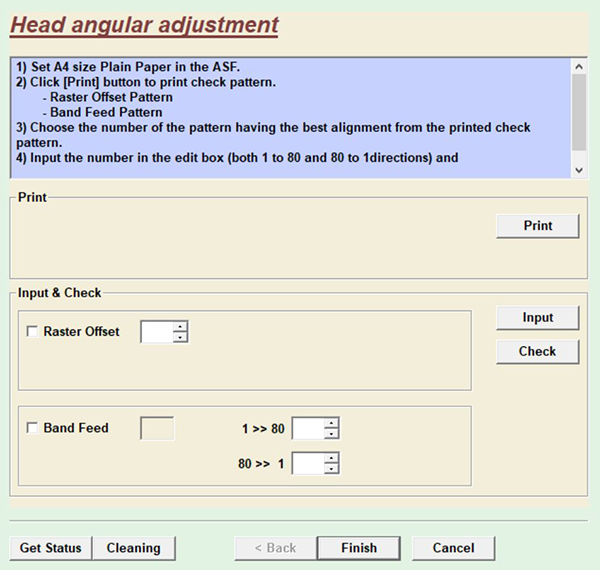 Head angular adjustment
1) Set A4 size Plain Paper in the ASF.
2) Click [Print] button to print check pattern.
- Raster Offset Pattern
- Band Feed Pattern
3) Choose the number of the pattern having the best alignment from the printed check
pattern.
4) Input the number in the edit box (both 1 to 80 and 80 to 1directions) and
Print
Print
Input & Check
Input
Raster Offset
Check
Band Feed 1 >> 80
80 >> 1
Get Status Cleaning < Back Finish Cancel